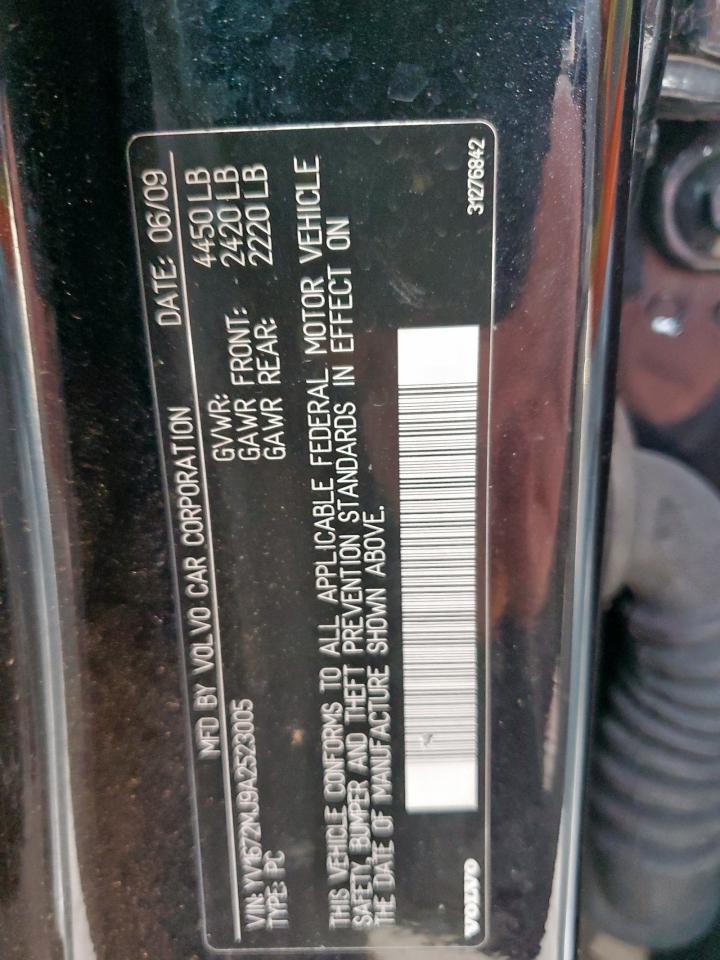 MFD BY VOLVO CAR CORPORATION DATE: 06/09
VIN: YV1672MJ9A2523005 GVWR: 4450 LB
TYPE: PC GAWR FRONT: 2420 LB
GAWR REAR: 2220 LB
THIS VEHICLE CONFORMS TO ALL APPLICABLE FEDERAL MOTOR VEHICLE
SAFETY, BUMPER AND THEFT PREVENTION STANDARDS IN EFFECT ON
THE DATE OF MANUFACTURE SHOWN ABOVE.
VOLVO 31276842